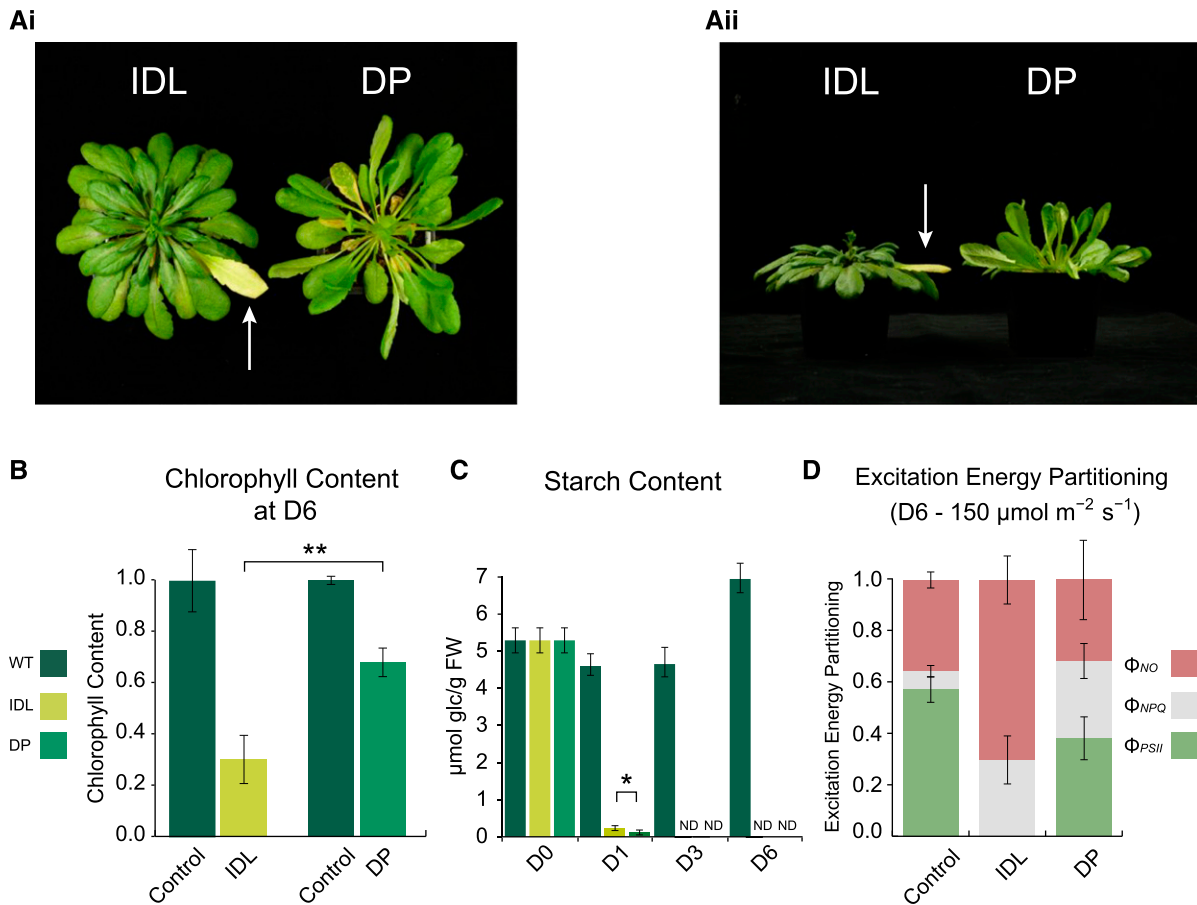 Ai
IDL
DP
Aii
IDL
DP
B
Chlorophyll Content
at D6
**
1.0
0.8
0.6
0.4
0.2
0.0
Chlorophyll Content
Control
IDL
Control
DP
WT
IDL
DP
C
Starch Content
7
6
5
4
3
2
1
0
µmol glc/g FW
*
ND ND
ND ND
D0
D1
D3
D6
D
Excitation Energy Partitioning
(D6 - 150 µmol m⁻² s⁻¹)
1.0
0.8
0.6
0.4
0.2
0.0
Excitation Energy Partitioning
Control
IDL
DP
ΦNO
ΦNPQ
ΦPSII